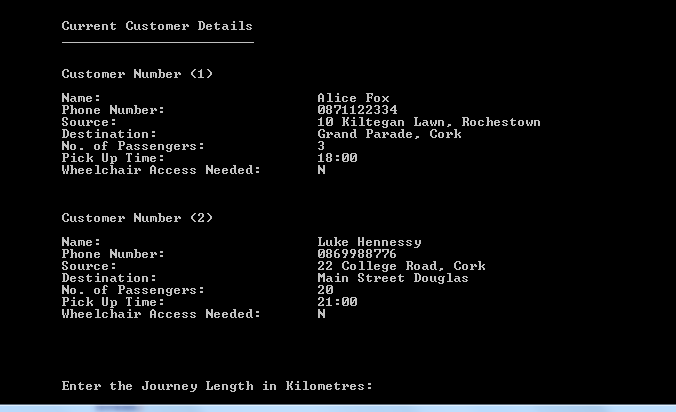 Current Customer Details
Customer Number (1)
Name: Alice Fox
Phone Number: 0871122334
Source: 10 Kiltegan Lawn, Rochestown
Destination: Grand Parade, Cork
No. of Passengers: 3
Pick Up Time: 18:00
Wheelchair Access Needed: N
Customer Number (2)
Name: Luke Hennessy
Phone Number: 0869988776
Source: 22 College Road, Cork
Destination: Main Street Douglas
No. of Passengers: 20
Pick Up Time: 21:00
Wheelchair Access Needed: N
Enter the Journey Length in Kilometres: